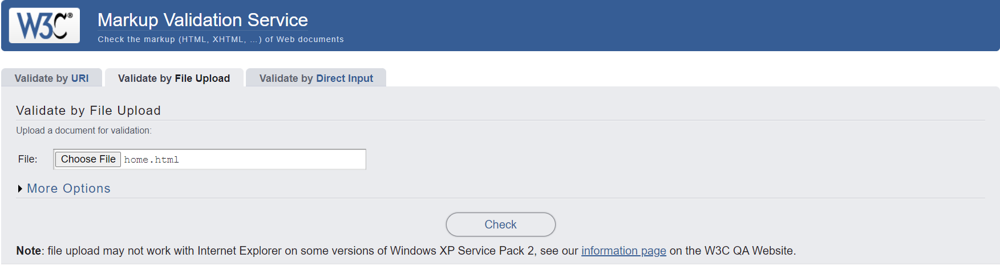 W3C®
Markup Validation Service
Check the markup (HTML, XHTML, …) of Web documents
Validate by URI Validate by File Upload Validate by Direct Input
Validate by File Upload
Upload a document for validation:
File: Choose File home.html
More Options
Check
Note: file upload may not work with Internet Explorer on some versions of Windows XP Service Pack 2, see our information page on the W3C QA Website.